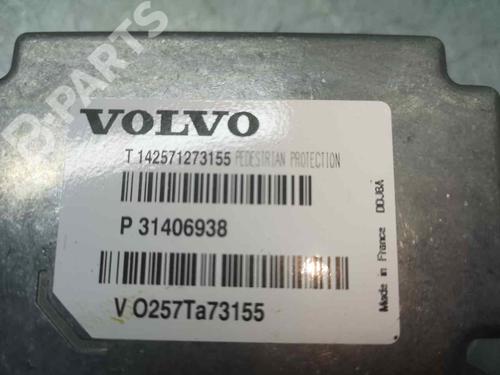 B-PARTS
VOLVO
T 142571273155 PEDESTRIAN PROTECTION
P 31406938
V O257Ta73155
Made in France DDJBA